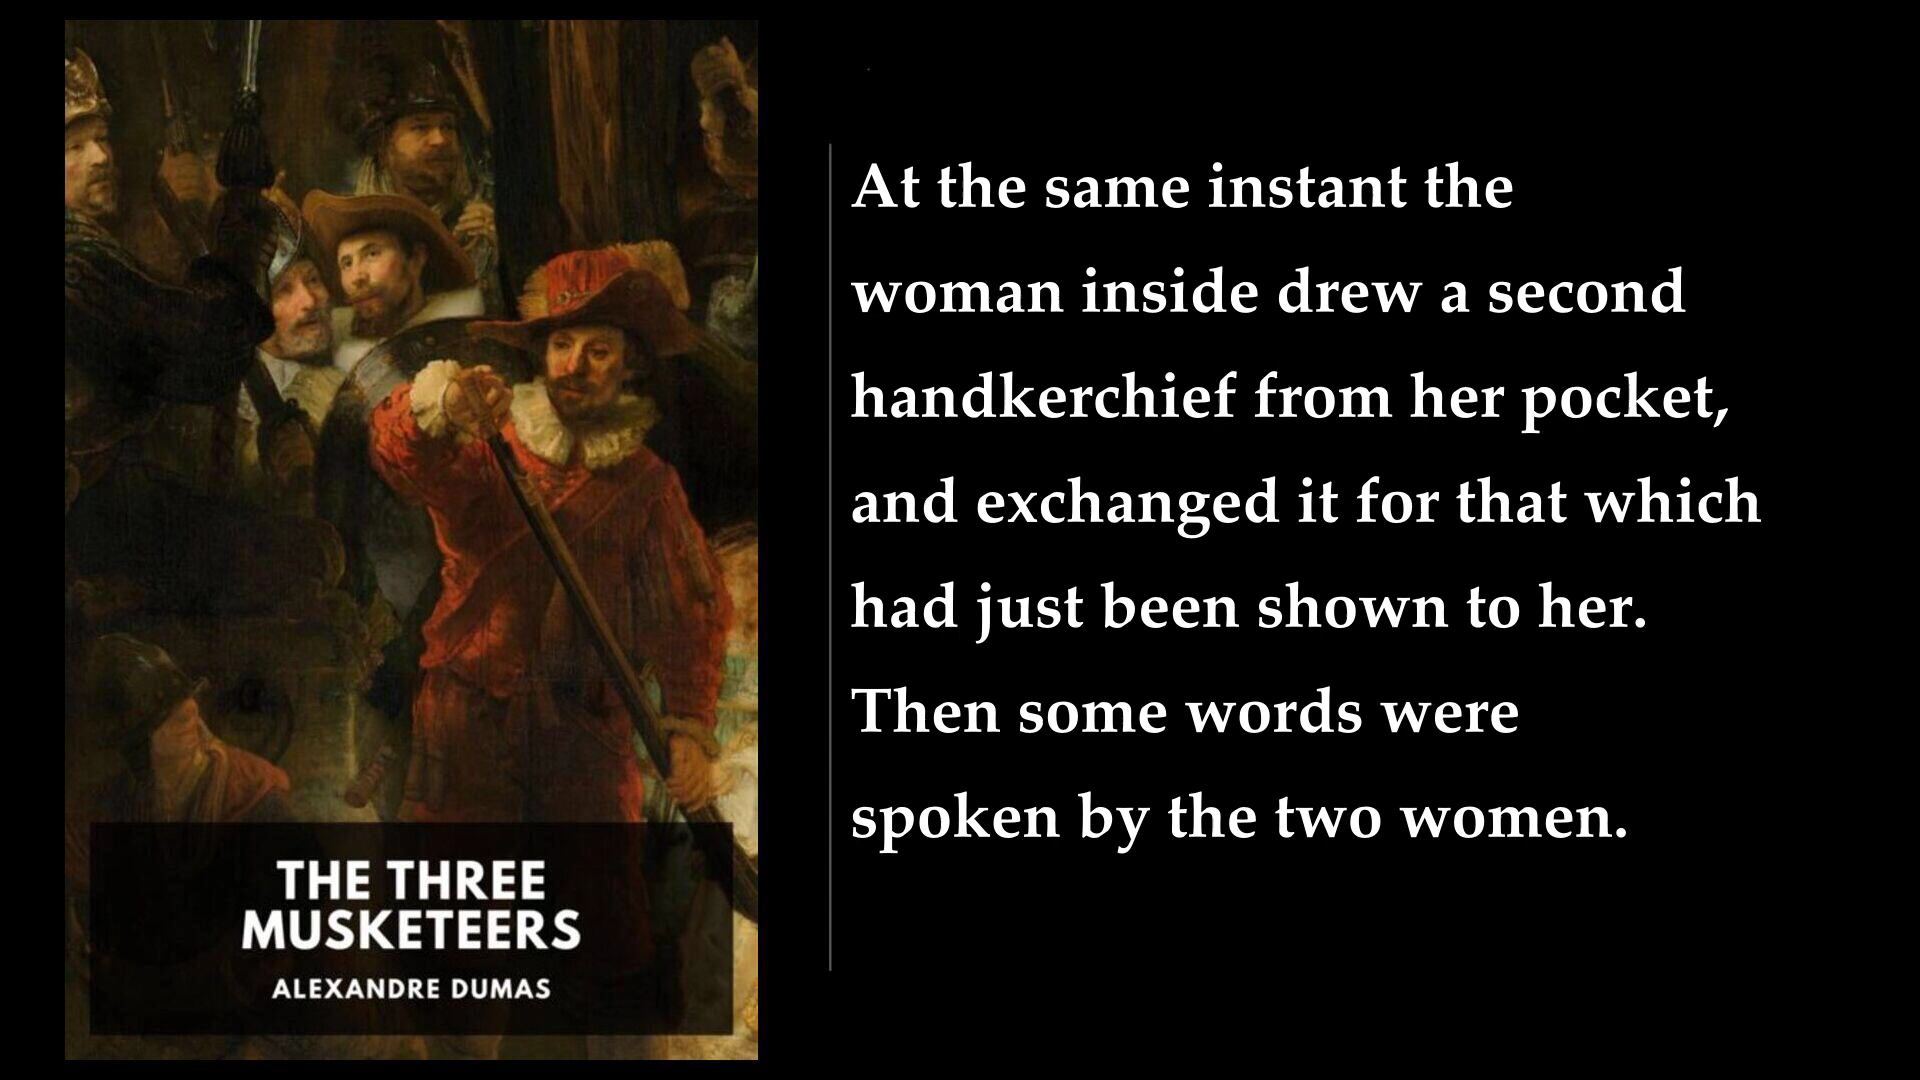 THE THREE
MUSKETEERS
ALEXANDRE DUMAS
At the same instant the
woman inside drew a second
handkerchief from her pocket,
and exchanged it for that which
had just been shown to her.
Then some words were
spoken by the two women.